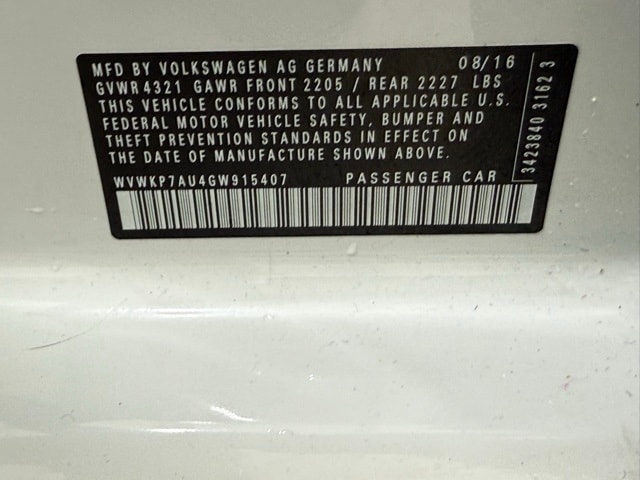 MFD BY VOLKSWAGEN AG GERMANY 08/16
GVWR 4321 GAWR FRONT 2205 / REAR 2227 LBS
THIS VEHICLE CONFORMS TO ALL APPLICABLE U.S.
FEDERAL MOTOR VEHICLE SAFETY, BUMPER AND
THEFT PREVENTION STANDARDS IN EFFECT ON
THE DATE OF MANUFACTURE SHOWN ABOVE.
WVWKP7AU4GW915407 PASSENGER CAR
3423840 3162 3